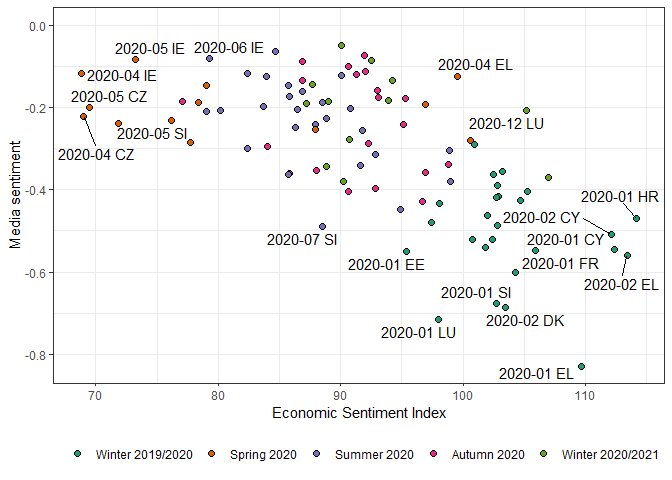 0.0
-0.2
-0.4
-0.6
-0.8
Media sentiment
2020-05 IE
2020-06 IE
2020-04 IE
2020-04 EL
2020-05 CZ
2020-05 SI
2020-12 LU
2020-04 CZ
2020-01 HR
2020-02 CY
2020-07 SI
2020-01 CY
2020-01 EE
2020-01 FR
2020-02 EL
2020-01 SI
2020-02 DK
2020-01 LU
2020-01 EL
70
80
90
100
110
Economic Sentiment Index
Winter 2019/2020
Spring 2020
Summer 2020
Autumn 2020
Winter 2020/2021